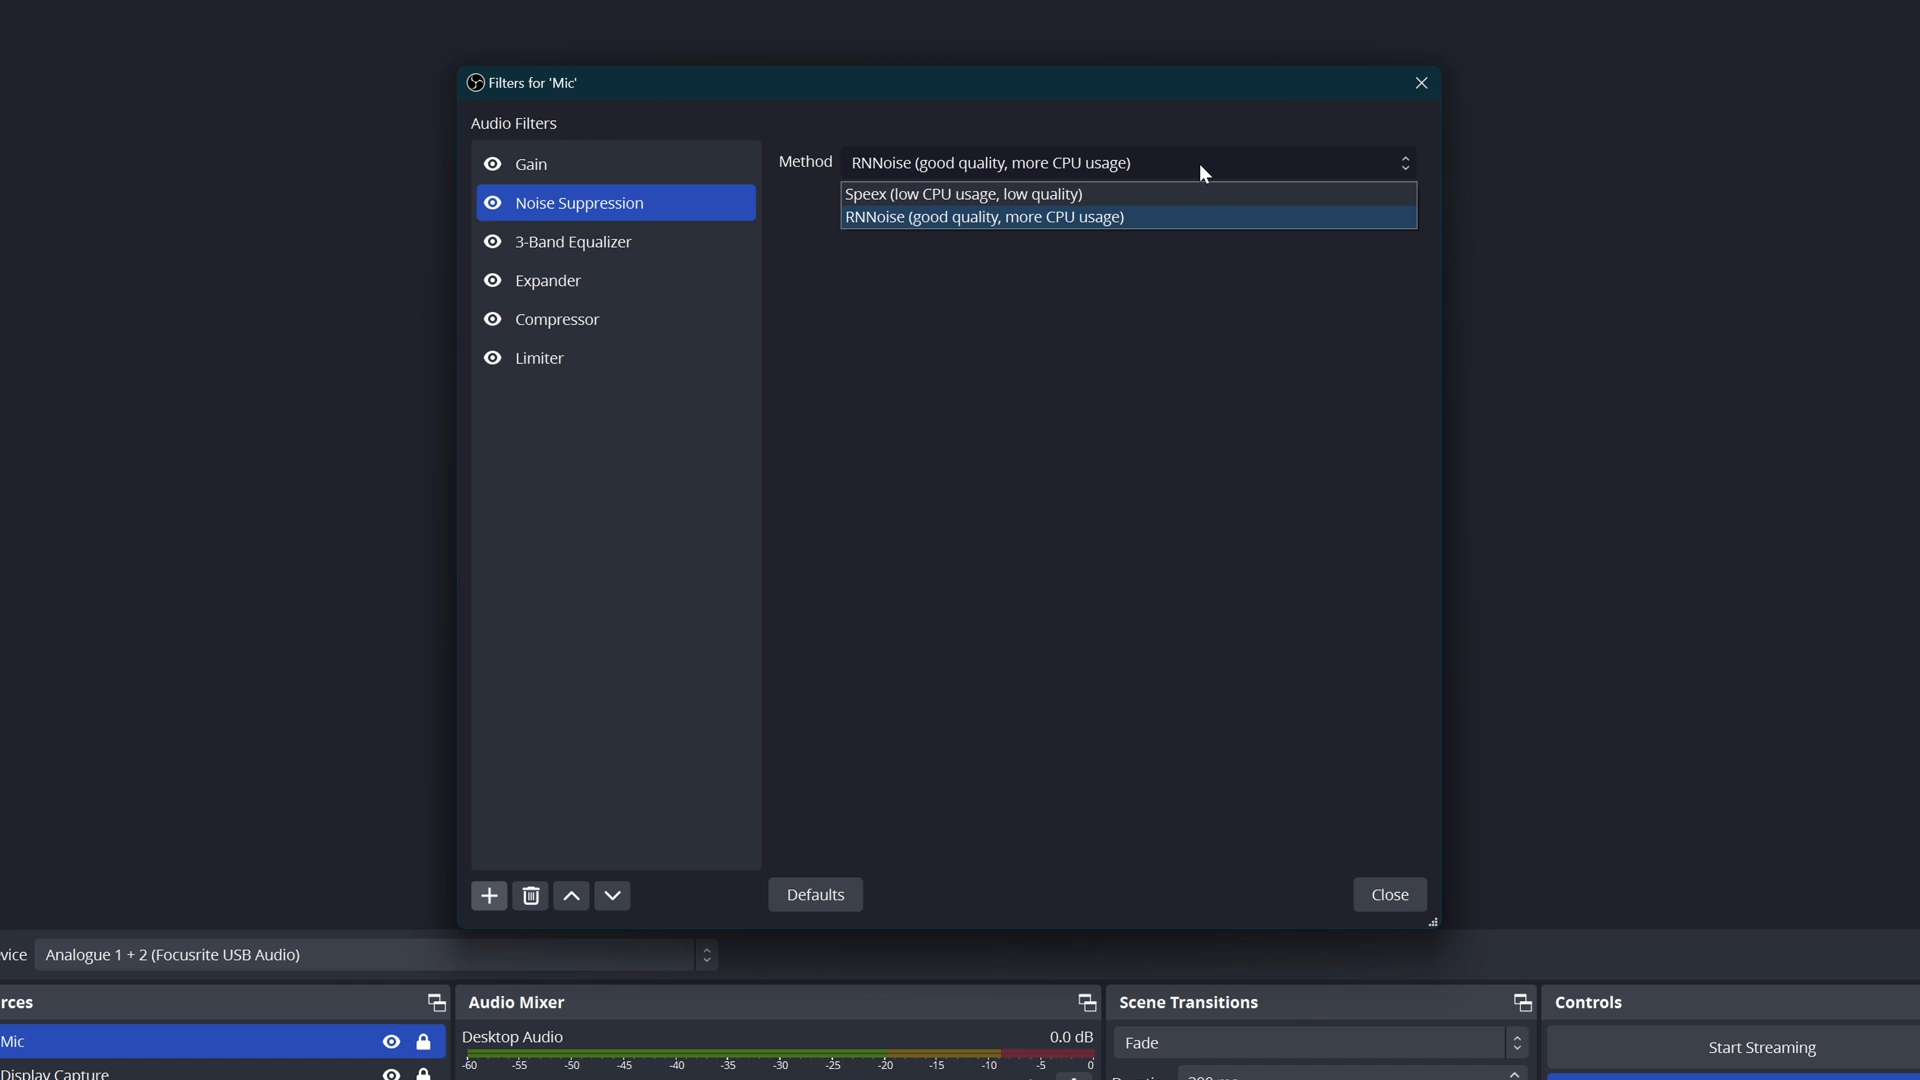 Filters for 'Mic'
Audio Filters
Gain
Noise Suppression
3-Band Equalizer
Expander
Compressor
Limiter
Method
RNNoise (good quality, more CPU usage)
Speex (low CPU usage, low quality)
RNNoise (good quality, more CPU usage)
Defaults
Close
vice
Analogue 1 + 2 (Focusrite USB Audio)
rces
Mic
Display Capture
Audio Mixer
Desktop Audio
0.0 dB
-60 -55 -50 -45 -40 -35 -30 -25 -20 -15 -10 -5 0
Scene Transitions
Fade
Controls
Start Streaming